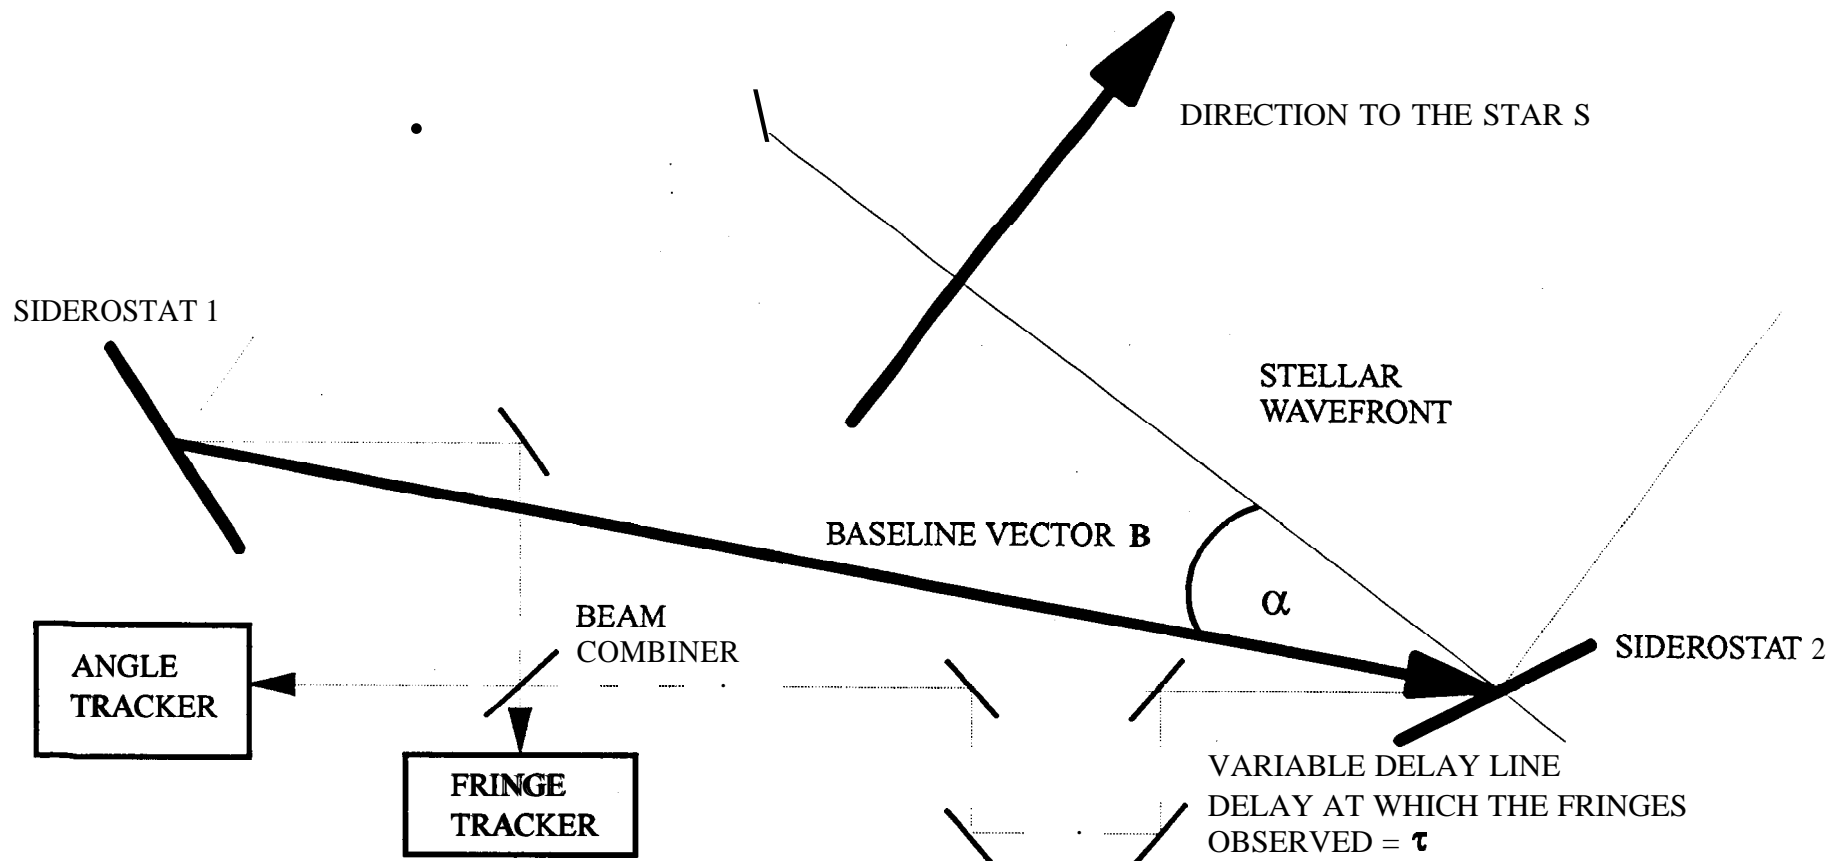 DIRECTION TO THE STAR S
SIDEROSTAT 1
STELLAR
WAVEFRONT
BASELINE VECTOR B
α
BEAM
COMBINER
SIDEROSTAT 2
ANGLE
TRACKER
FRINGE
TRACKER
VARIABLE DELAY LINE
DELAY AT WHICH THE FRINGES
OBSERVED = τ